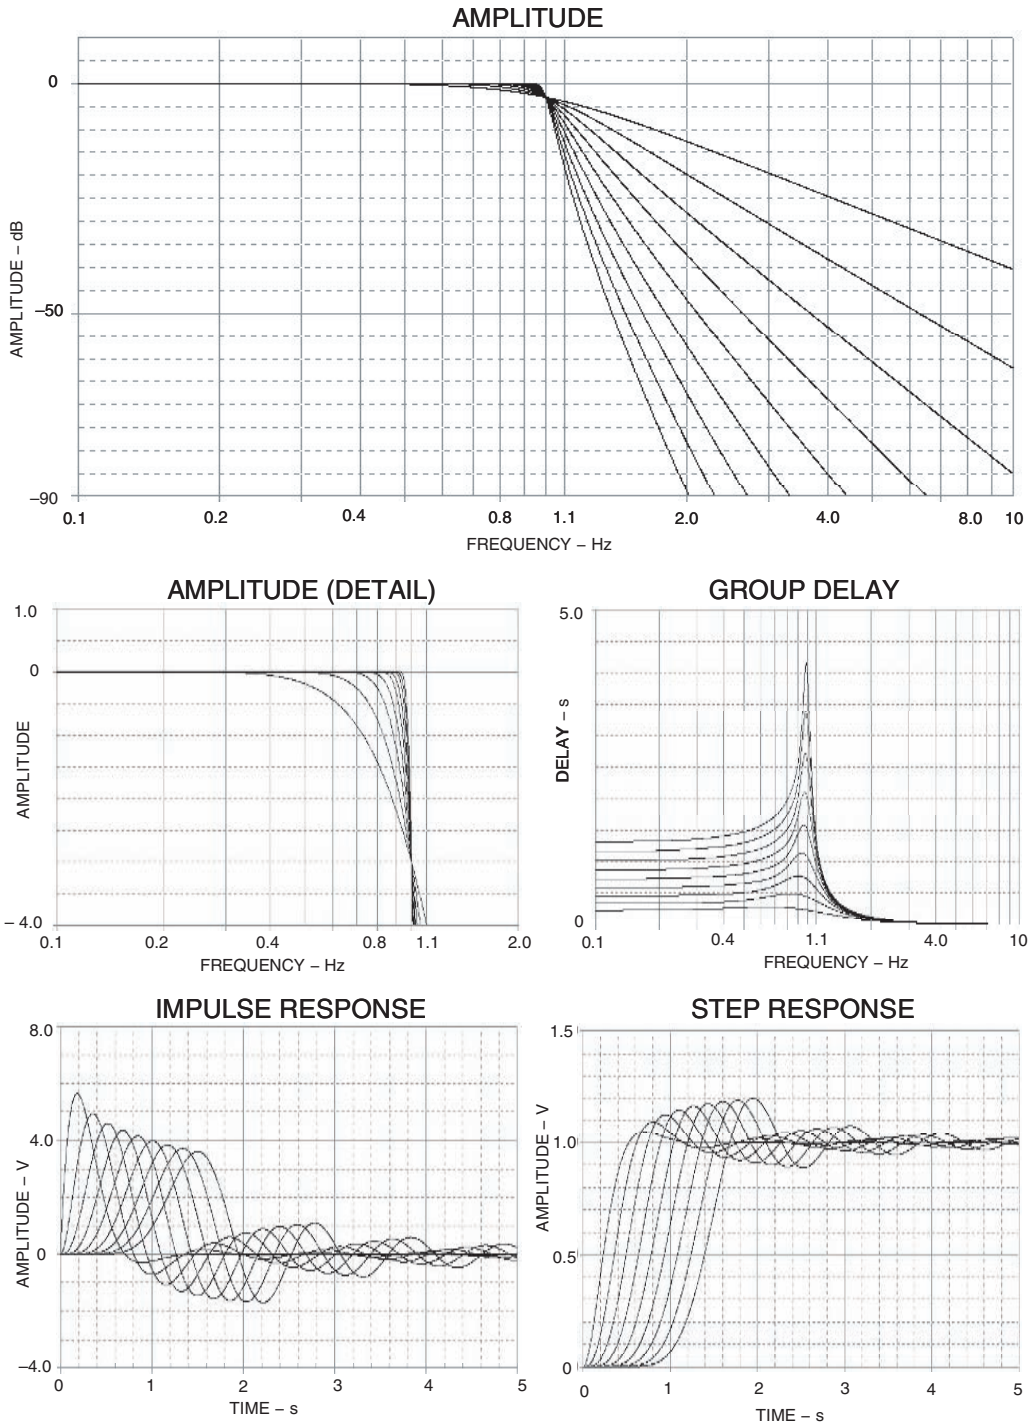 AMPLITUDE
0
–50
–90
AMPLITUDE – dB
0.1 0.2 0.4 0.8 1.1 2.0 4.0 8.0 10
FREQUENCY – Hz
AMPLITUDE (DETAIL)
1.0
0
– 4.0
AMPLITUDE
0.1 0.2 0.4 0.8 1.1 2.0
FREQUENCY – Hz
GROUP DELAY
5.0
0
DELAY – s
0.1 0.4 1.1 4.0 10
FREQUENCY – Hz
IMPULSE RESPONSE
8.0
4.0
0
–4.0
AMPLITUDE – V
0 1 2 3 4 5
TIME – s
STEP RESPONSE
1.5
1.0
0.5
0
AMPLITUDE – V
0 1 2 3 4 5
TIME – s